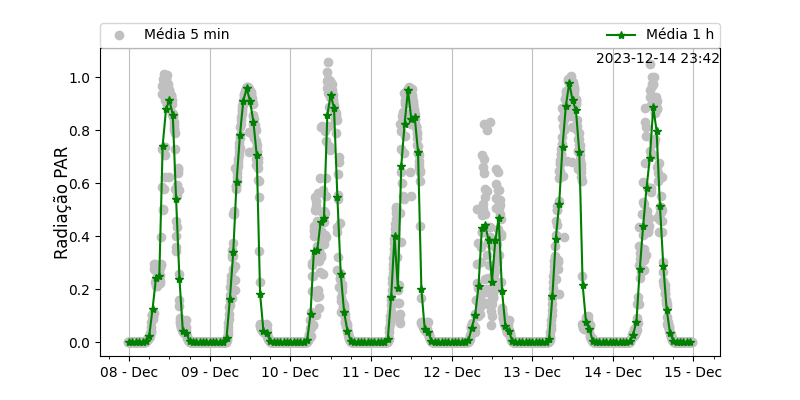 Média 5 min
Média 1 h
2023-12-14 23:42
Radiação PAR
1.0
0.8
0.6
0.4
0.2
0.0
08 - Dec
09 - Dec
10 - Dec
11 - Dec
12 - Dec
13 - Dec
14 - Dec
15 - Dec